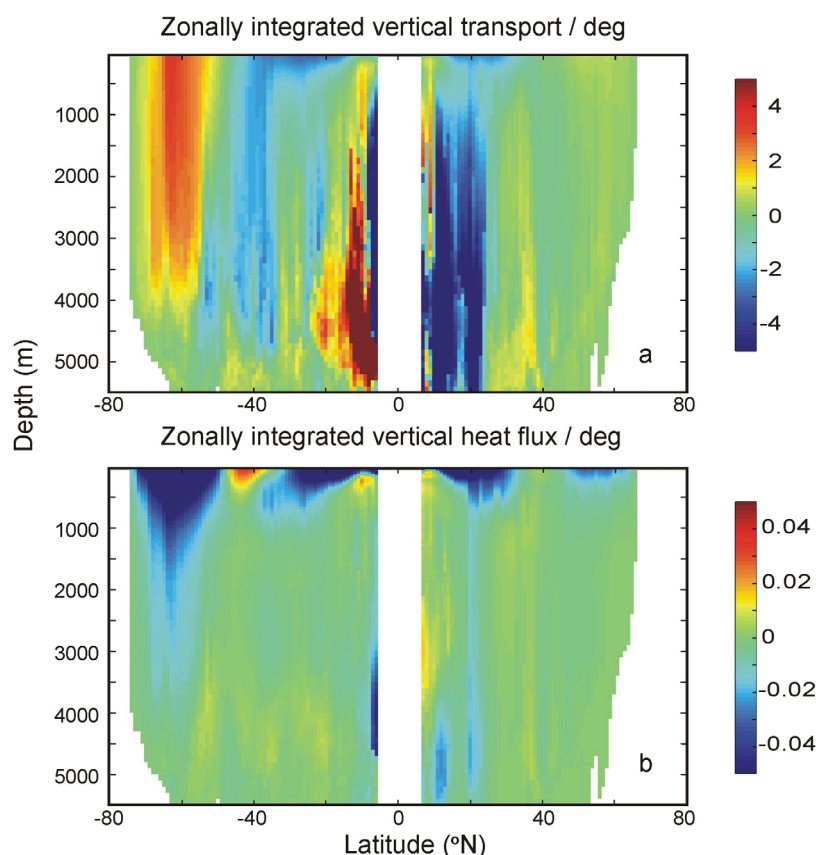 Zonally integrated vertical transport / deg
1000
2000
3000
4000
5000
-80 -40 0 40 80
a
4
2
0
-2
-4
Depth (m)
Zonally integrated vertical heat flux / deg
1000
2000
3000
4000
5000
-80 -40 0 40 80
b
0.04
0.02
0
-0.02
-0.04
Latitude (ºN)